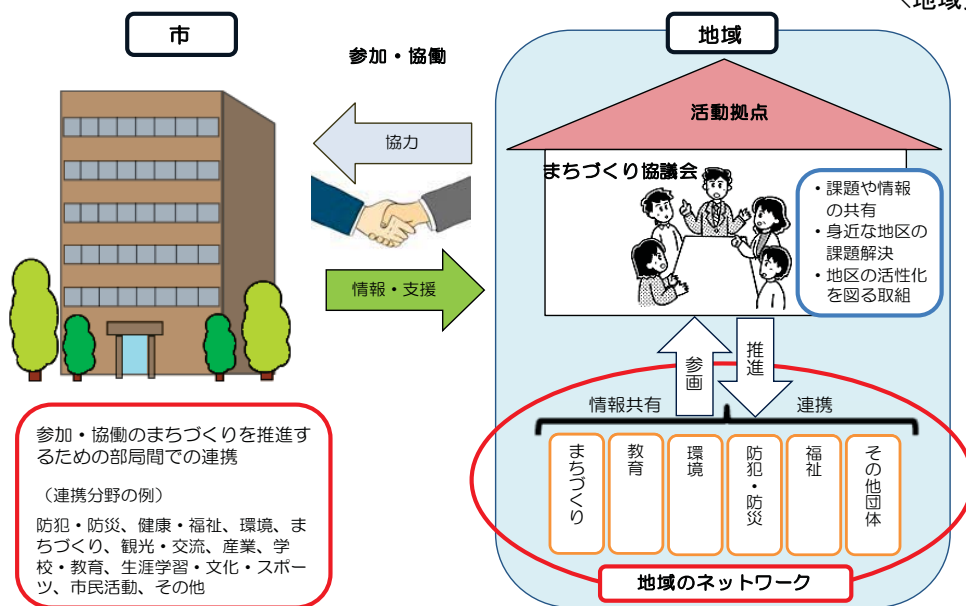 〈地域
市
参加・協働
地域
活動拠点
協力
まちづくり協議会
・課題や情報
の共有
・身近な地区の
課題解決
・地区の活性化
を図る取組
情報・支援
参画
推進
情報共有
連携
まちづくり
教育
環境
防犯・防災
福祉
その他団体
地域のネットワーク
参加・協働のまちづくりを推進す
るための部局間での連携
（連携分野の例）
防犯・防災、健康・福祉、環境、ま
ちづくり、観光・交流、産業、学
校・教育、生涯学習・文化・スポー
ツ、市民活動、その他